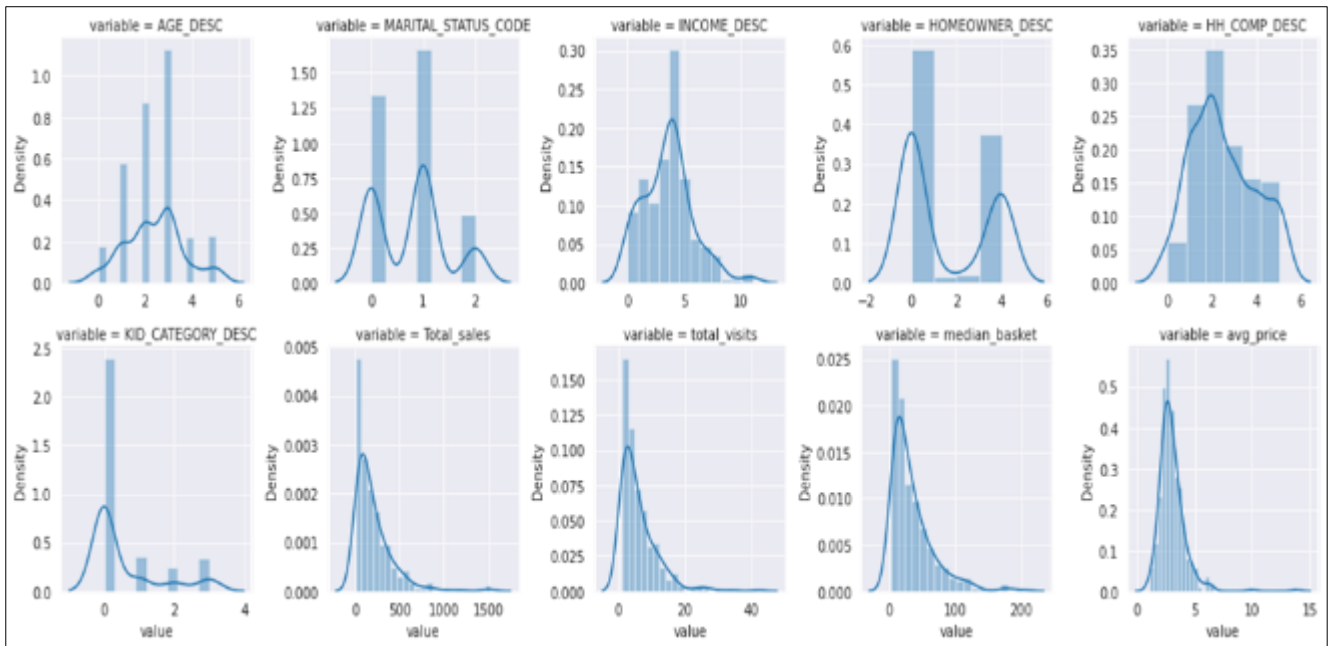 variable = AGE_DESC
variable = MARITAL_STATUS_CODE
variable = INCOME_DESC
variable = HOMEOWNER_DESC
variable = HH_COMP_DESC
Density
1.0
0.8
0.6
0.4
0.2
0.0
0 2 4 6
Density
1.50
1.25
1.00
0.75
0.50
0.25
0.00
0 1 2
Density
0.30
0.25
0.20
0.15
0.10
0.05
0.00
0 5 10
Density
0.6
0.5
0.4
0.3
0.2
0.1
0.0
−2 0 2 4 6
Density
0.35
0.30
0.25
0.20
0.15
0.10
0.05
0.00
0 2 4 6
variable = KID_CATEGORY_DESC
variable = Total_sales
variable = total_visits
variable = median_basket
variable = avg_price
Density
2.5
2.0
1.5
1.0
0.5
0.0
0 2 4
value
Density
0.005
0.004
0.003
0.002
0.001
0.000
0 500 1000 1500
value
Density
0.150
0.125
0.100
0.075
0.050
0.025
0.000
0 20 40
value
Density
0.025
0.020
0.015
0.010
0.005
0.000
0 100 200
value
Density
0.5
0.4
0.3
0.2
0.1
0.0
0 5 10 15
value